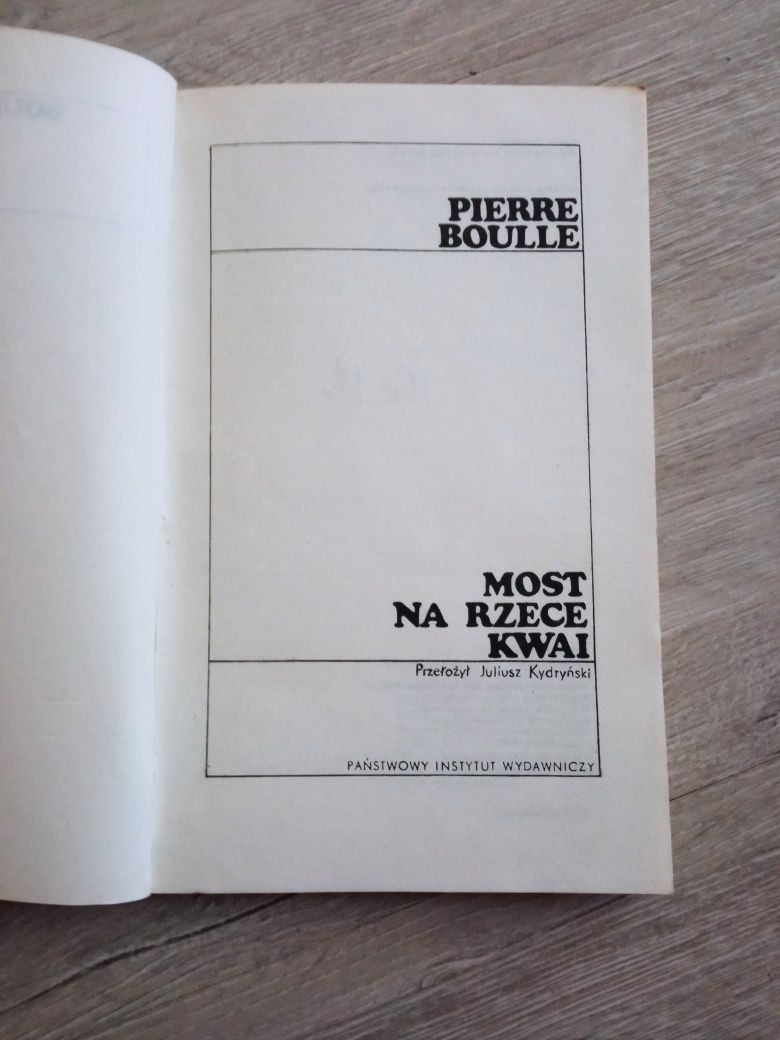 PIERRE
BOULLE
MOST
NA RZECE
KWAI
Przełożył Juliusz Kydryński
PAŃSTWOWY INSTYTUT WYDAWNICZY